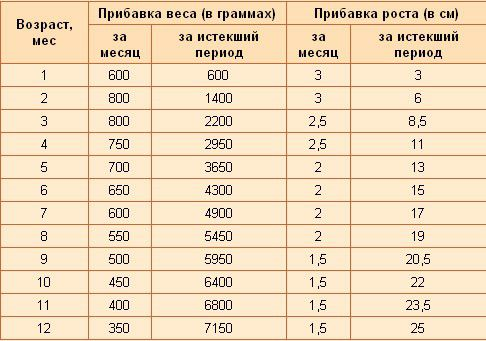 Возраст, мес Прибавка веса (в граммах) Прибавка роста (в см)
за месяц за истекший период за месяц за истекший период
1 600 600 3 3
2 800 1400 3 6
3 800 2200 2,5 8,5
4 750 2950 2,5 11
5 700 3650 2 13
6 650 4300 2 15
7 600 4900 2 17
8 550 5450 2 19
9 500 5950 1,5 20,5
10 450 6400 1,5 22
11 400 6800 1,5 23,5
12 350 7150 1,5 25